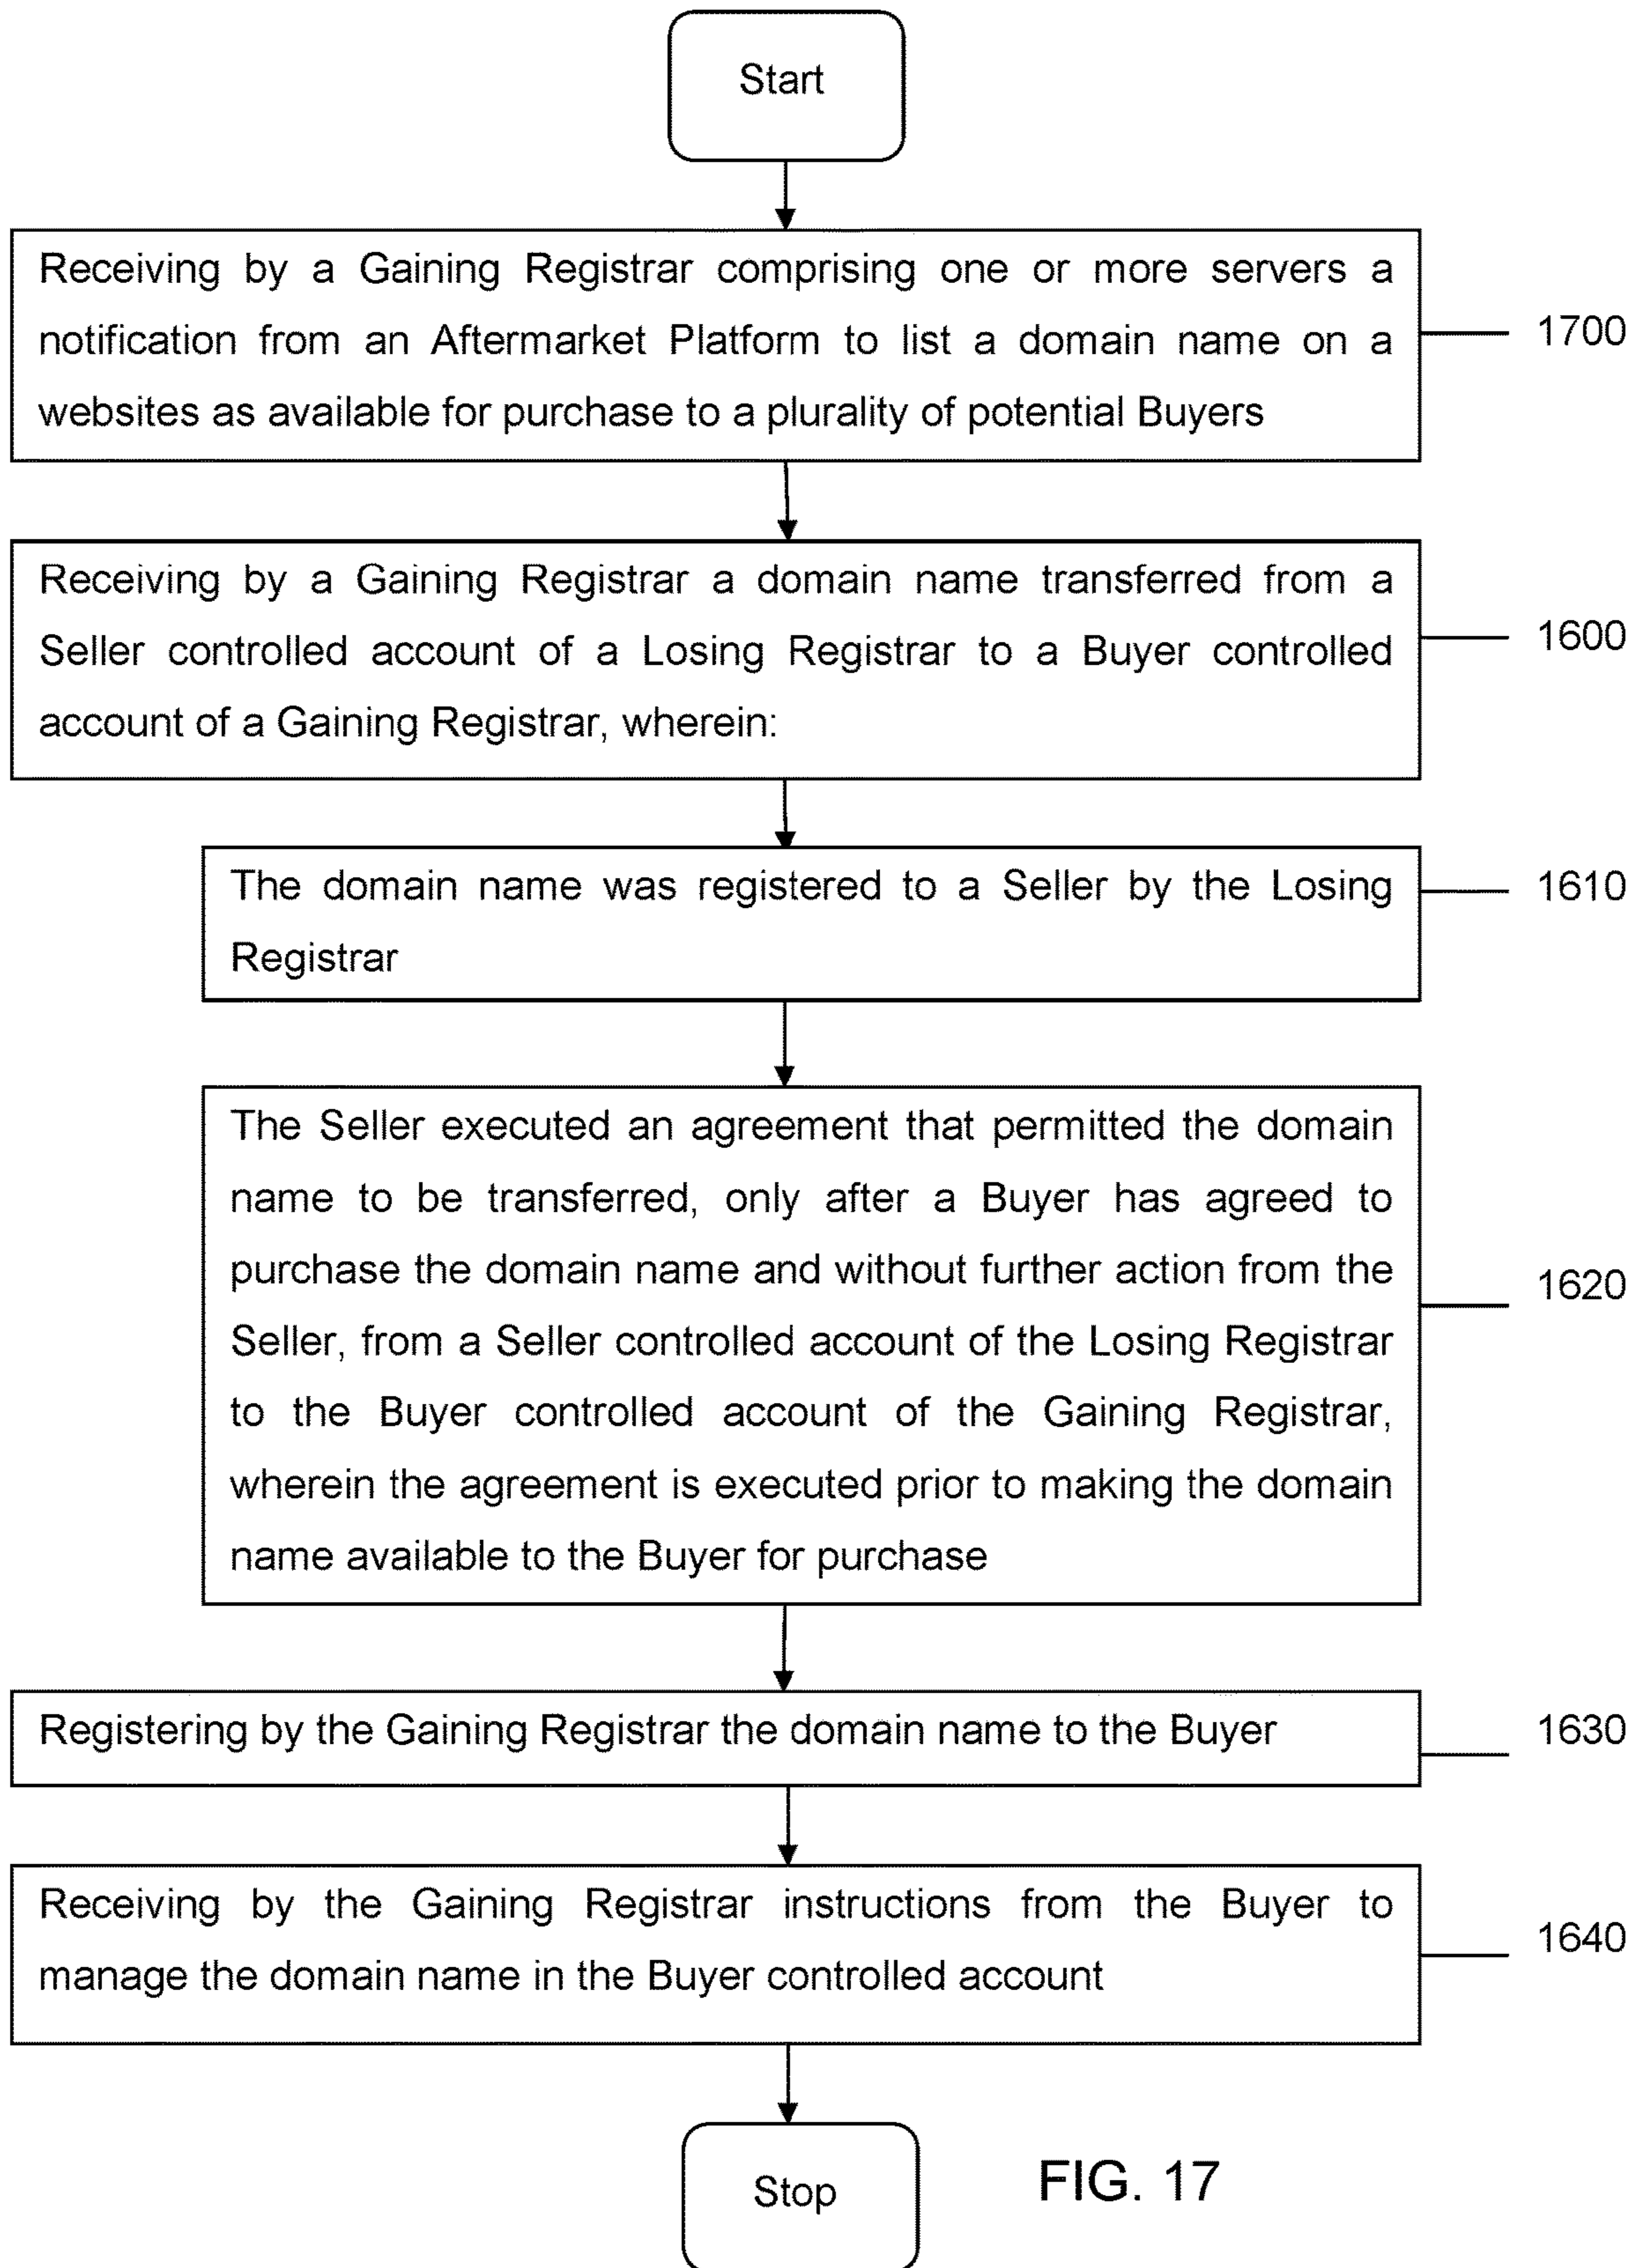 Start
Receiving by a Gaining Registrar comprising one or more servers a
notification from an Aftermarket Platform to list a domain name on a
websites as available for purchase to a plurality of potential Buyers
1700
Receiving by a Gaining Registrar a domain name transferred from a
Seller controlled account of a Losing Registrar to a Buyer controlled
account of a Gaining Registrar, wherein:
1600
The domain name was registered to a Seller by the Losing
Registrar
1610
The Seller executed an agreement that permitted the domain
name to be transferred, only after a Buyer has agreed to
purchase the domain name and without further action from the
Seller, from a Seller controlled account of the Losing Registrar
to the Buyer controlled account of the Gaining Registrar,
wherein the agreement is executed prior to making the domain
name available to the Buyer for purchase
1620
Registering by the Gaining Registrar the domain name to the Buyer
1630
Receiving by the Gaining Registrar instructions from the Buyer to
manage the domain name in the Buyer controlled account
1640
Stop
FIG. 17